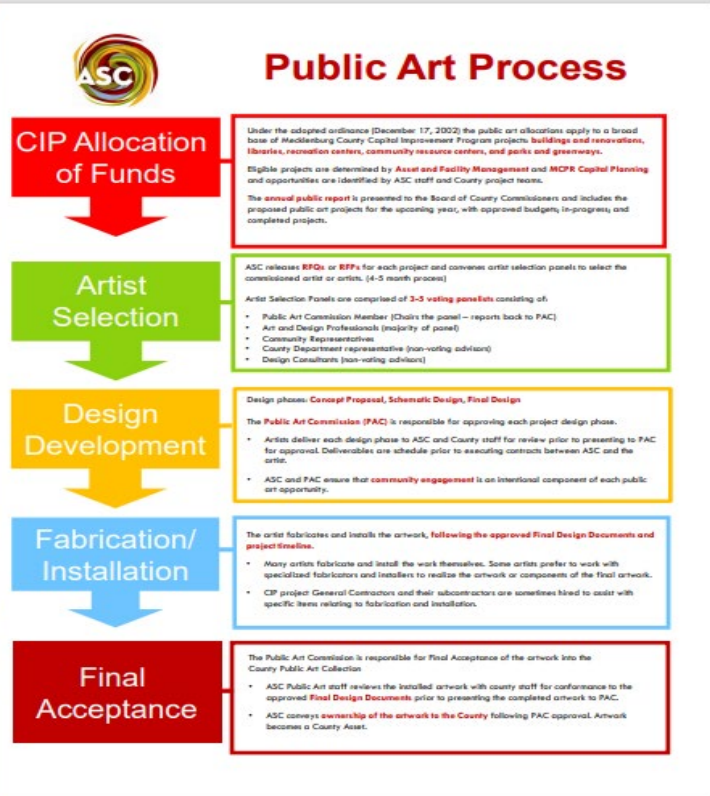 ASC
Public Art Process
CIP Allocation
of Funds
Under the adopted ordinance (December 17, 2002) the public art allocations apply to a broad
base of Mecklenburg County Capital Improvement Program projects: buildings and renovations,
libraries, recreation centers, community resource centers, and parks and greenways.
Eligible projects are determined by Asset and Facility Management and MCPR Capital Planning
and opportunities are identified by ASC staff and County project teams.
The annual public report is presented to the Board of County Commissioners and includes the
proposed public art projects for the upcoming year, with approved budgets; in-progress; and
completed projects.
Artist
Selection
ASC releases RFQs or RFPs for each project and convenes artist selection panels to select the
commissioned artist or artists. (4-5 month process)
Artist Selection Panels are comprised of 3-5 voting panelists consisting of:
• Public Art Commission Member (Chairs the panel – reports back to PAC)
• Art and Design Professionals (majority of panel)
• Community Representatives
• County Department representative (non-voting advisors)
• Design Consultants (non-voting advisors)
Design
Development
Design phases: Concept Proposal, Schematic Design, Final Design
The Public Art Commission (PAC) is responsible for approving each project design phase.
• Artists deliver each design phase to ASC and County staff for review prior to presenting to PAC
for approval. Deliverables are schedule prior to executing contracts between ASC and the
artist.
• ASC and PAC ensure that community engagement is an intentional component of each public
art opportunity.
Fabrication/
Installation
The artist fabricates and installs the artwork, following the approved Final Design Documents and
project timeline.
• Many artists fabricate and install the work themselves. Some artists prefer to work with
specialized fabricators and installers to realize the artwork or components of the final artwork.
• CIP project General Contractors and their subcontractors are sometimes hired to assist with
specific items relating to fabrication and installation.
Final
Acceptance
The Public Art Commission is responsible for Final Acceptance of the artwork into the
County Public Art Collection
• ASC Public Art staff reviews the installed artwork with county staff for conformance to the
approved Final Design Documents prior to presenting the completed artwork to PAC.
• ASC conveys ownership of the artwork to the County following PAC approval. Artwork
becomes a County Asset.